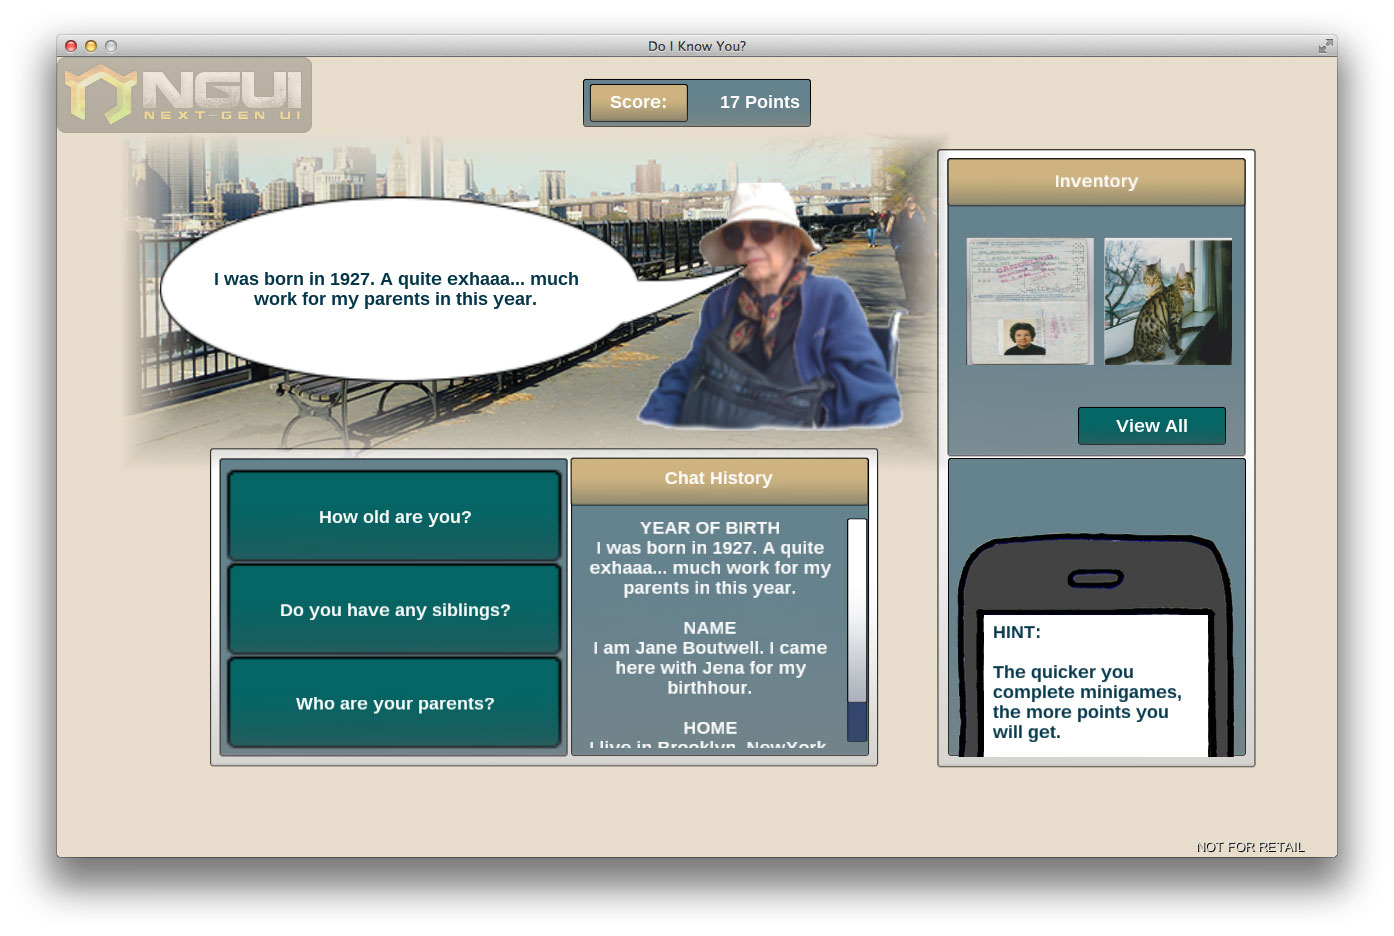 Do I Know You?
NGUI
NEXT-GEN UI
Score:
17 Points
I was born in 1927. A quite exhaaa... much
work for my parents in this year.
Inventory
View All
How old are you?
Do you have any siblings?
Who are your parents?
Chat History
YEAR OF BIRTH
I was born in 1927. A quite
exhaaa... much work for my
parents in this year.
NAME
I am Jane Boutwell. I came
here with Jena for my
birthhour.
HOME
I live in Brooklyn, NewYork.
HINT:
The quicker you
complete minigames,
the more points you
will get.
NOT FOR RETAIL